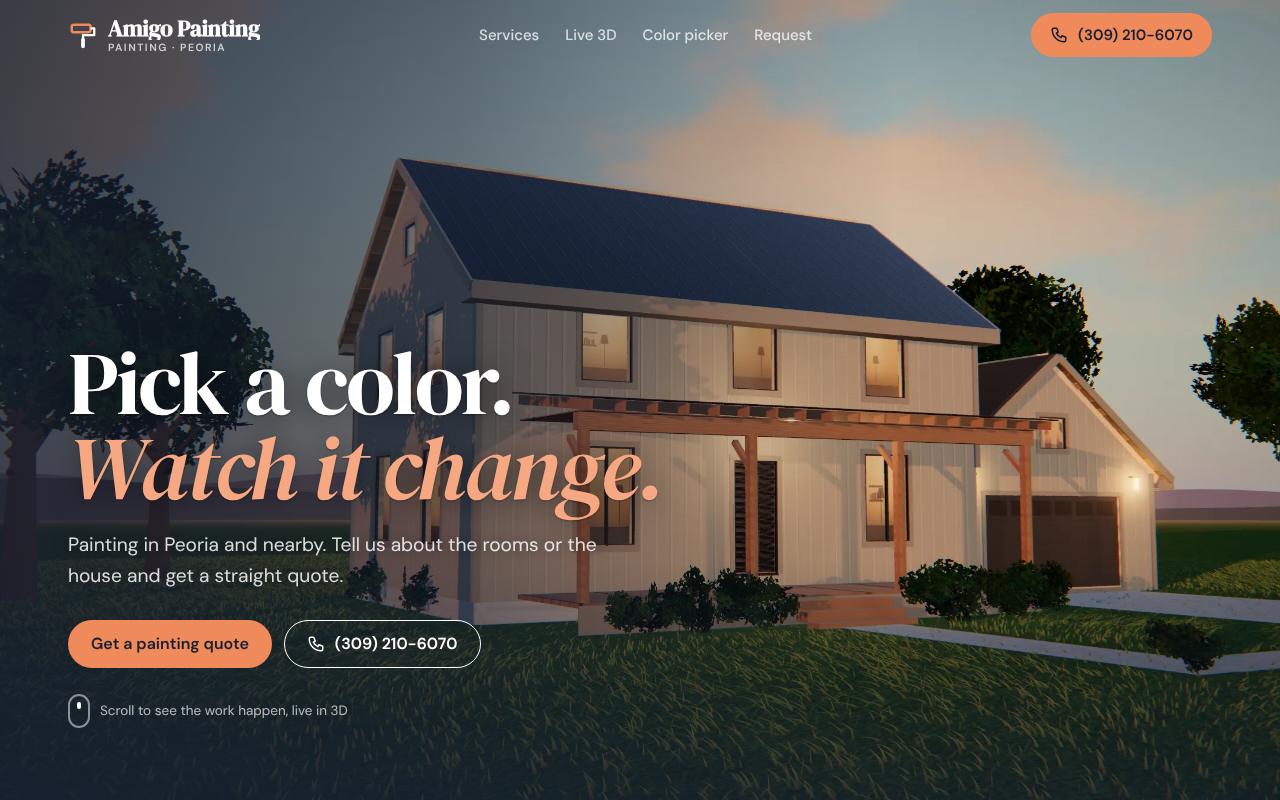 Amigo Painting
PAINTING · PEORIA
Services
Live 3D
Color picker
Request
(309) 210-6070
Pick a color.
Watch it change.
Painting in Peoria and nearby. Tell us about the rooms or the
house and get a straight quote.
Get a painting quote
(309) 210-6070
Scroll to see the work happen, live in 3D